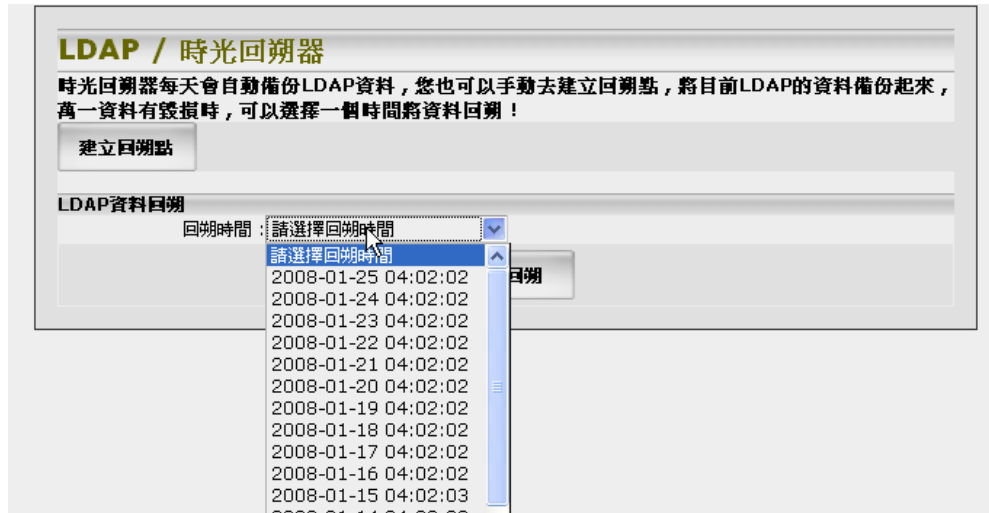 LDAP / 時光回朔器
時光回朔器每天會自動備份LDAP資料，您也可以手動去建立回朔點，將目前LDAP的資料備份起來，
萬一資料有毀損時，可以選擇一個時間將資料回朔！
建立回朔點
LDAP資料回朔
回朔時間：請選擇回朔時間
請選擇回朔時間
2008-01-25 04:02:02
回朔
2008-01-24 04:02:02
2008-01-23 04:02:02
2008-01-22 04:02:02
2008-01-21 04:02:02
2008-01-20 04:02:02
2008-01-19 04:02:02
2008-01-18 04:02:02
2008-01-17 04:02:02
2008-01-16 04:02:02
2008-01-15 04:02:03